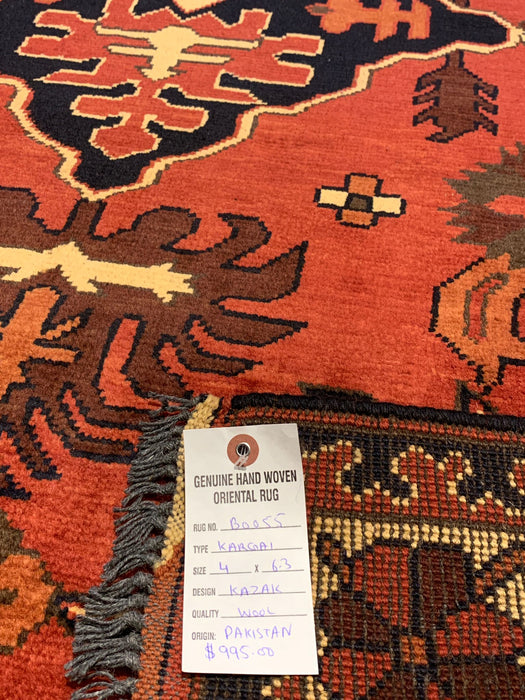 GENUINE HAND WOVEN
ORIENTAL RUG
RUG NO. B0055
TYPE KARGAI
SIZE 4 X 6.3
DESIGN KAZAK
QUALITY WOOL
ORIGIN: PAKISTAN
$995.00